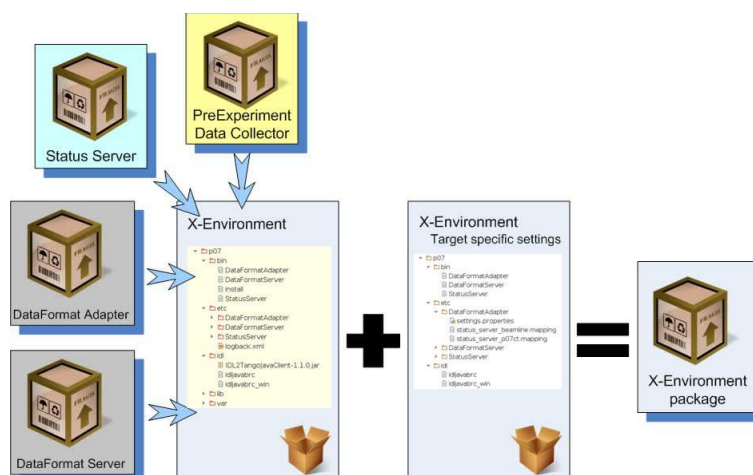 Status Server
PreExperiment
Data Collector
DataFormat Adapter
DataFormat Server
X-Environment
p07
bin
DataFormatAdapter
DataFormatServer
install
StatusServer
etc
DataFormatAdapter
DataFormatServer
StatusServer
logback.xml
idl
IDL2TangojavaClient-1.1.0.jar
idljavabrc
idljavabrc_win
lib
var
X-Environment
Target specific settings
p07
bin
DataFormatAdapter
DataFormatServer
StatusServer
etc
DataFormatAdapter
settings.properties
status_server_beamline.mapping
status_server_p07ct.mapping
DataFormatServer
StatusServer
idl
idljavabrc
idljavabrc_win
X-Environment
package